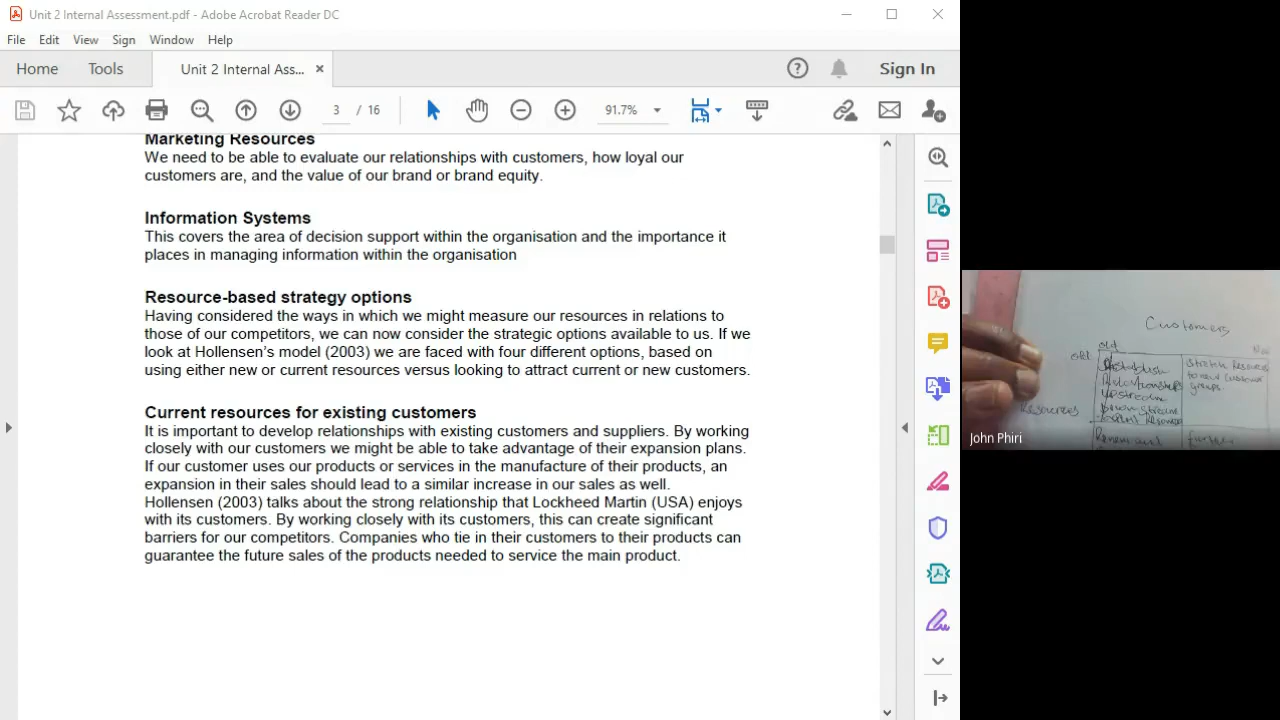 Unit 2 Internal Assessment.pdf - Adobe Acrobat Reader DC
File Edit View Sign Window Help
Home Tools Unit 2 Internal Ass... × Sign In
3 / 16 91.7%
Marketing Resources
We need to be able to evaluate our relationships with customers, how loyal our
customers are, and the value of our brand or brand equity.
Information Systems
This covers the area of decision support within the organisation and the importance it
places in managing information within the organisation
Resource-based strategy options
Having considered the ways in which we might measure our resources in relations to
those of our competitors, we can now consider the strategic options available to us. If we
look at Hollensen's model (2003) we are faced with four different options, based on
using either new or current resources versus looking to attract current or new customers.
Current resources for existing customers
It is important to develop relationships with existing customers and suppliers. By working
closely with our customers we might be able to take advantage of their expansion plans.
If our customer uses our products or services in the manufacture of their products, an
expansion in their sales should lead to a similar increase in our sales as well.
Hollensen (2003) talks about the strong relationship that Lockheed Martin (USA) enjoys
with its customers. By working closely with its customers, this can create significant
barriers for our competitors. Companies who tie in their customers to their products can
guarantee the future sales of the products needed to service the main product.
Customers
old
old
Stretch Resources
to new customer
groups.
Relationships
upstream
Resources
John Phiri